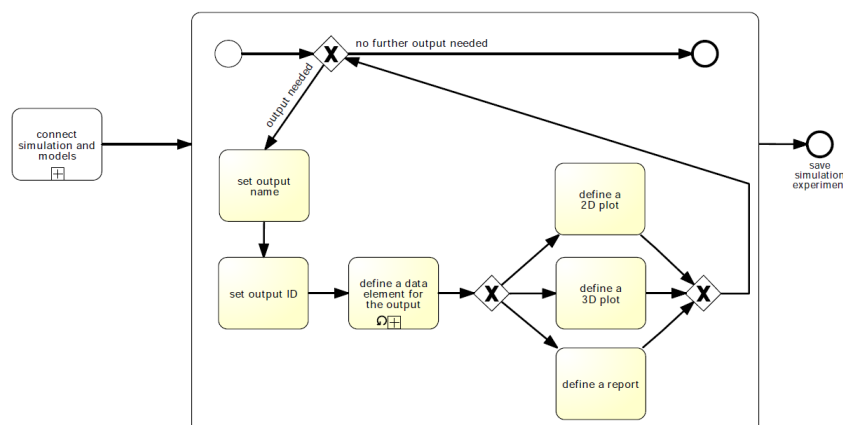 no further output needed
output needed
connect
simulation and
models
set output
name
define a
2D plot
save
simulation
experiment
set output ID
define a data
element for
the output
define a
3D plot
define a report